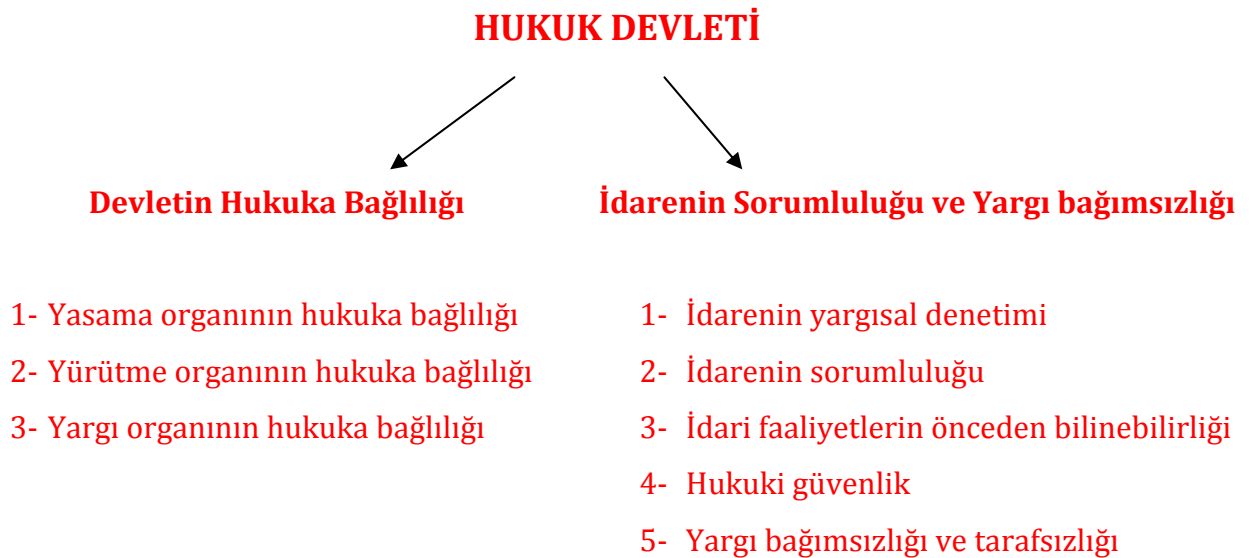 HUKUK DEVLETİ
Devletin Hukuka Bağlılığı
1- Yasama organının hukuka bağlılığı
2- Yürütme organının hukuka bağlılığı
3- Yargı organının hukuka bağlılığı
İdarenin Sorumluluğu ve Yargı bağımsızlığı
1- İdarenin yargısal denetimi
2- İdarenin sorumluluğu
3- İdari faaliyetlerin önceden bilinebilirliği
4- Hukuki güvenlik
5- Yargı bağımsızlığı ve tarafsızlığı